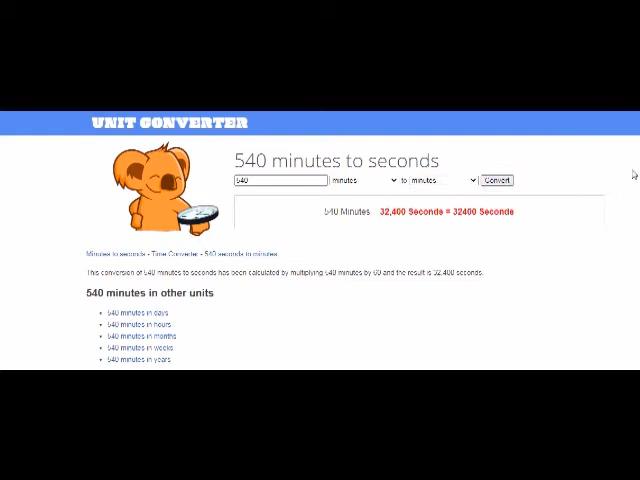 UNIT CONVERTER
540 minutes to seconds
540 minutes to minutes Convert
540 Minutes 32,400 Seconds = 32400 Seconde
Minutes to seconds - Time Converter - 540 seconds to minutes
This conversion of 540 minutes to seconds has been calculated by multiplying 540 minutes by 60 and the result is 32,400 seconds.
540 minutes in other units
540 minutes in days
540 minutes in hours
540 minutes in months
540 minutes in weeks
540 minutes in years